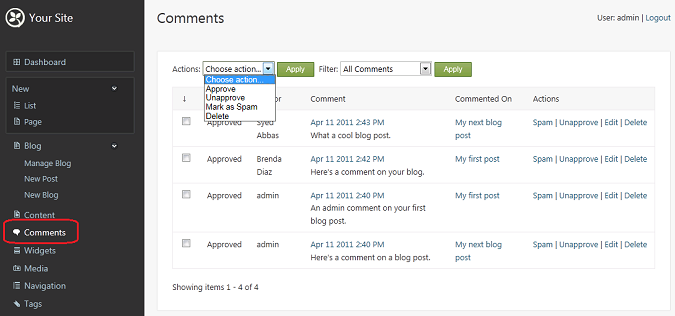 Your Site
Comments
User: admin | Logout
Dashboard
New
List
Page
Blog
Manage Blog
New Post
New Blog
Content
Comments
Widgets
Media
Navigation
Tags
Actions: Choose action... Apply Filter: All Comments Apply
Choose action...
Approve
Unapprove
Mark as Spam
Delete
↓ or Comment Commented On Actions
Approved Syed Abbas Apr 11 2011 2:43 PM My next blog post Spam | Unapprove | Edit | Delete
What a cool blog post.
Approved Brenda Diaz Apr 11 2011 2:42 PM My first post Spam | Unapprove | Edit | Delete
Here's a comment on your blog.
Approved admin Apr 11 2011 2:40 PM My first post Spam | Unapprove | Edit | Delete
An admin comment on your first
blog post.
Approved admin Apr 11 2011 2:40 PM My next blog post Spam | Unapprove | Edit | Delete
Here's a comment on a blog post.
Showing items 1 - 4 of 4